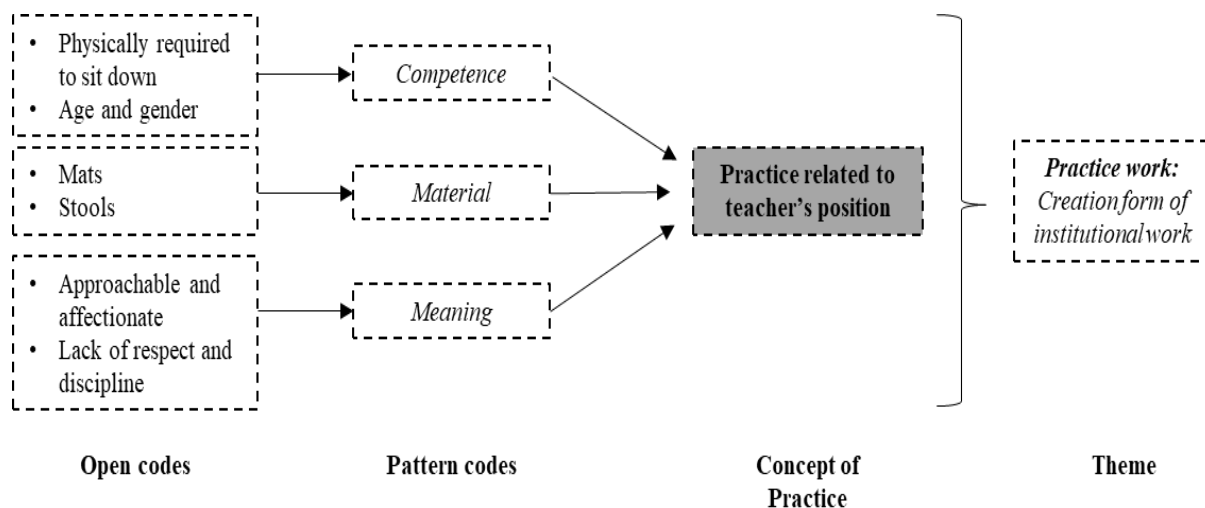 • Physically required
to sit down
• Age and gender
Competence
• Mats
• Stools
Material
• Approachable and
affectionate
• Lack of respect and
discipline
Meaning
Practice related to
teacher's position
Practice work:
Creation form of
institutional work
Open codes
Pattern codes
Concept of
Practice
Theme